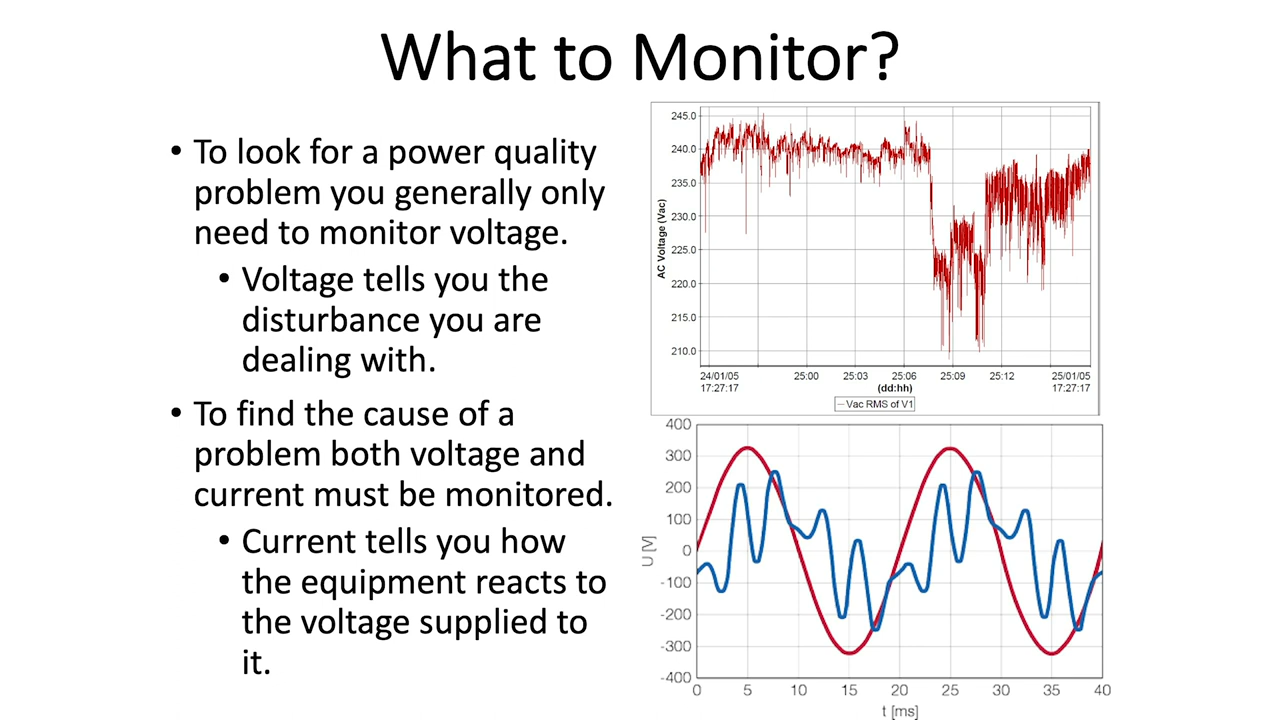 What to Monitor?
• To look for a power quality
problem you generally only
need to monitor voltage.
• Voltage tells you the
disturbance you are
dealing with.
• To find the cause of a
problem both voltage and
current must be monitored.
• Current tells you how
the equipment reacts to
the voltage supplied to
it.
245.0
240.0
235.0
230.0
225.0
220.0
215.0
210.0
AC Voltage (Vac)
24/01/05 25:00 25:03 25:06 25:09 25:12 25/01/05
17:27:17 (dd:hh) 17:27:17
Vac RMS of V1
400
300
200
100
0
-100
-200
-300
-400
U [V]
0 5 10 15 20 25 30 35 40
t [ms]